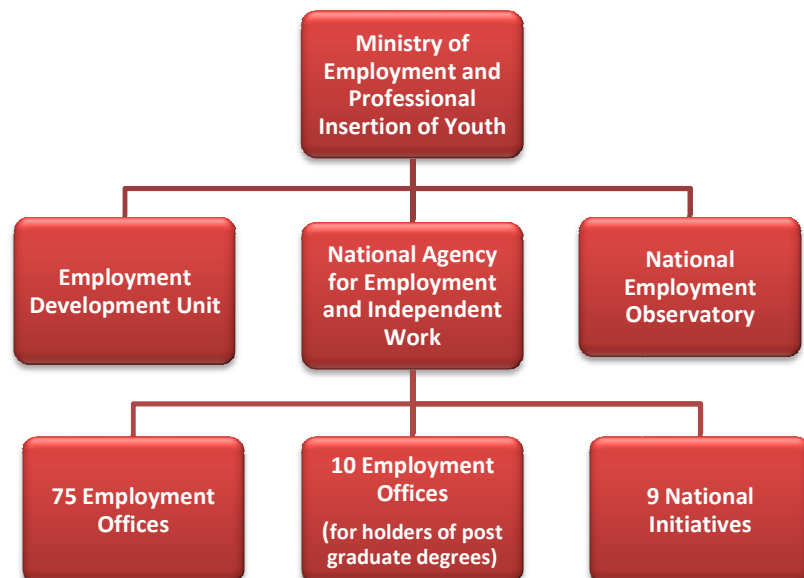 Ministry of
Employment and
Professional
Insertion of Youth
Employment
Development Unit
National Agency
for Employment
and Independent
Work
National
Employment
Observatory
75 Employment
Offices
10 Employment
Offices
(for holders of post
graduate degrees)
9 National
Initiatives